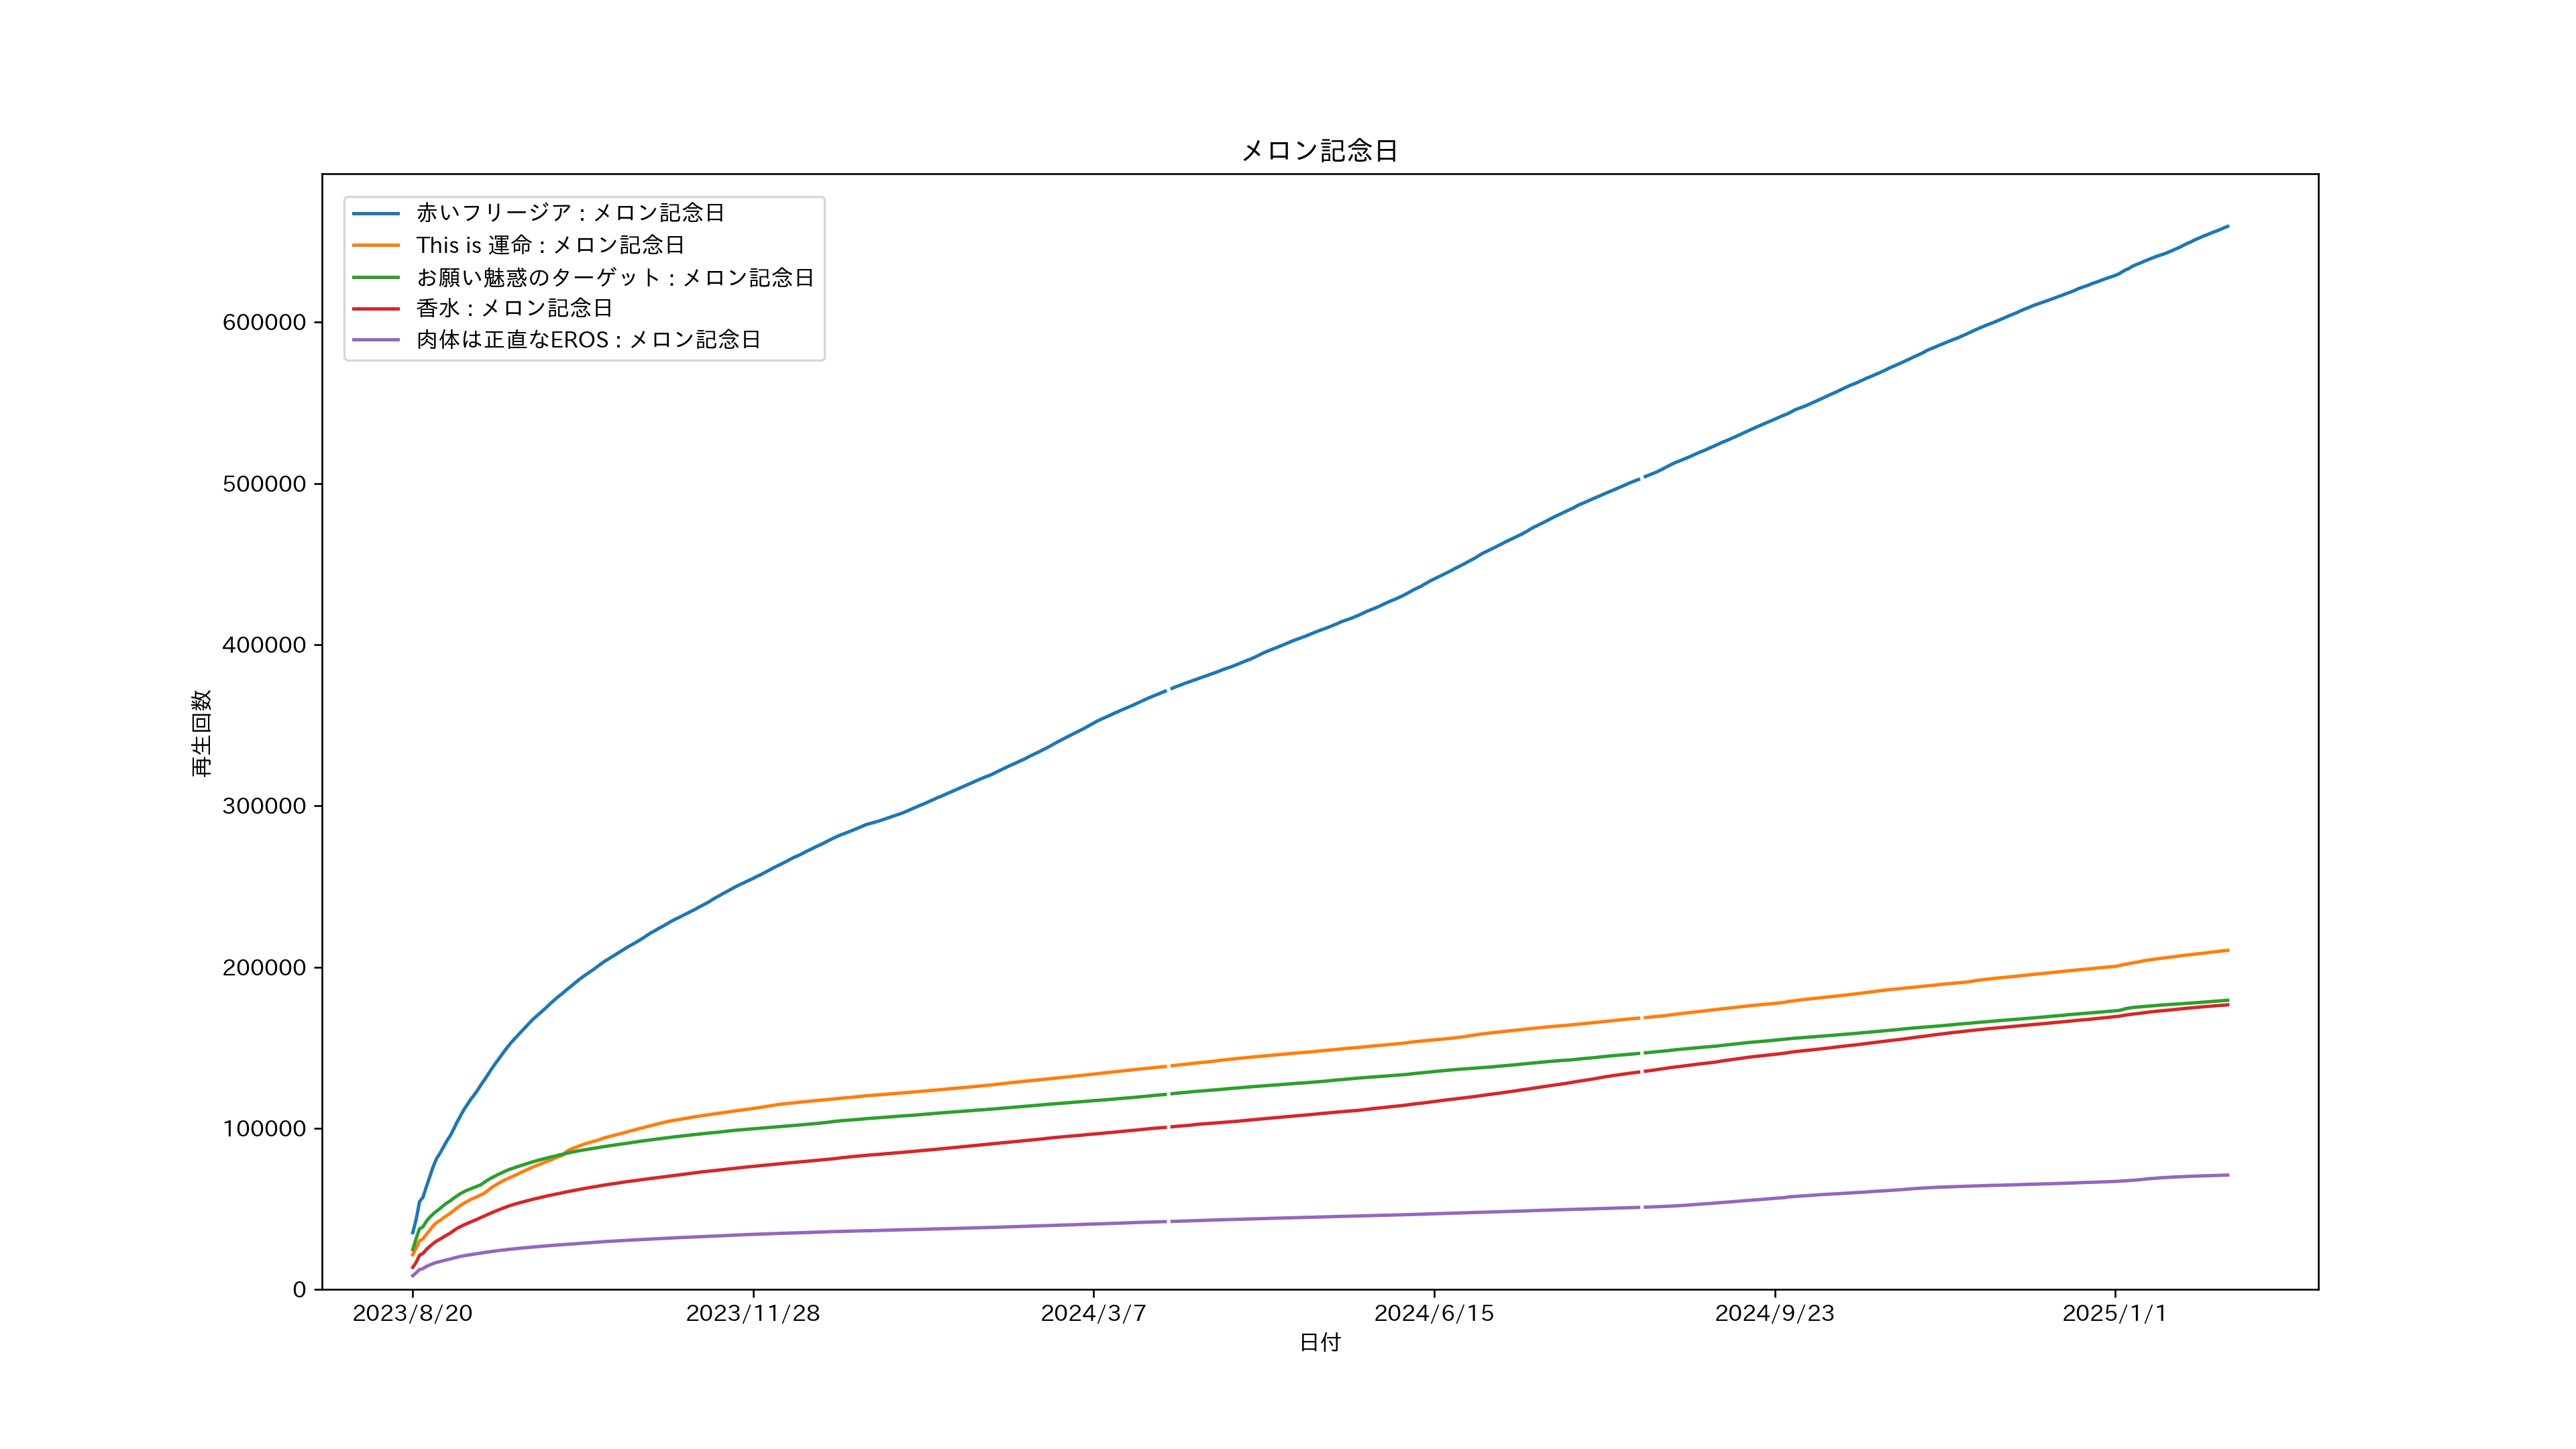 メロン記念日
赤いフリージア : メロン記念日
This is 運命 : メロン記念日
お願い魅惑のターゲット : メロン記念日
香水 : メロン記念日
肉体は正直なEROS : メロン記念日
再生回数
600000
500000
400000
300000
200000
100000
0
2023/8/20 2023/11/28 2024/3/7 2024/6/15 2024/9/23 2025/1/1
日付